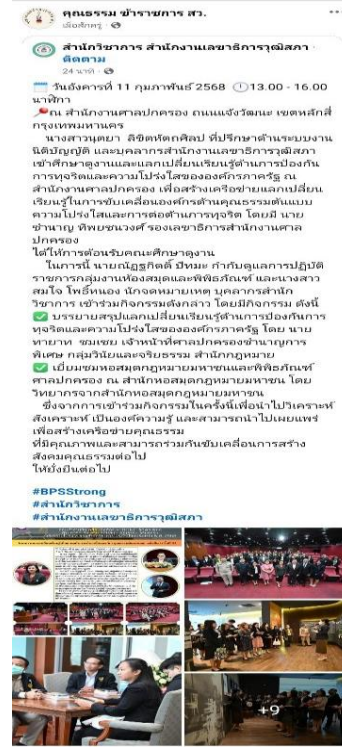 คุณธรรม ข้าราชการ สว.
เมื่อสักครู่ ·
สำนักวิชาการ สำนักงานเลขาธิการวุฒิสภา ·
ติดตาม
24 นาที ·
วันอังคารที่ 11 กุมภาพันธ์ 2568 13.00 - 16.00
นาฬิกา
ณ สำนักงานศาลปกครอง ถนนแจ้งวัฒนะ เขตหลักสี่
กรุงเทพมหานคร
นางสาวนุตยา ลิขิตหัตถศิลป ที่ปรึกษาด้านระบบงาน
นิติบัญญัติ และบุคลากรสำนักงานเลขาธิการวุฒิสภา
เข้าศึกษาดูงานและแลกเปลี่ยนเรียนรู้ด้านการป้องกัน
การทุจริตและความโปร่งใสขององค์กรภาครัฐ ณ
สำนักงานศาลปกครอง เพื่อสร้างเครือข่ายแลกเปลี่ยน
เรียนรู้ในการขับเคลื่อนองค์กรด้านคุณธรรมต้นแบบ
ความโปร่งใสและการต่อต้านการทุจริต โดยมี นาย
ชำนาญ ทิพยชนวงศ์ รองเลขาธิการสำนักงานศาล
ปกครอง
ได้ให้การต้อนรับคณะศึกษาดูงาน
ในการนี้ นายณัฏฐกิตติ์ ปัทมะ กำกับดูแลการปฏิบัติ
ราชการกลุ่มงานห้องสมุดและพิพิธภัณฑ์ และนางสาว
สมใจ โพธิ์ทนอง นักจดหมายเหตุ บุคลากรสำนัก
วิชาการ เข้าร่วมกิจกรรมดังกล่าว โดยมีกิจกรรม ดังนี้
✅ บรรยายสรุปแลกเปลี่ยนเรียนรู้ด้านการป้องกันการ
ทุจริตและความโปร่งใสขององค์กรภาครัฐ โดย นาย
ทายาท ชมเชย เจ้าหน้าที่ศาลปกครองชำนาญการ
พิเศษ กลุ่มวินัยและจริยธรรม สำนักกฎหมาย
✅ เยี่ยมชมหอสมุดกฎหมายมหาชนและพิพิธภัณฑ์
ศาลปกครอง ณ สำนักหอสมุดกฎหมายมหาชน โดย
วิทยากรจากสำนักหอสมุดกฎหมายมหาชน
ซึ่งจากการเข้าร่วมกิจกรรมในครั้งนี้เพื่อนำไปวิเคราะห์
สังเคราะห์ เป็นองค์ความรู้ และสามารถนำไปเผยแพร่
เพื่อสร้างเครือข่ายคุณธรรม
ที่มีคุณภาพและสามารถร่วมกันขับเคลื่อนการสร้าง
สังคมคุณธรรมต่อไป
ให้ยั่งยืนต่อไป
#BPSStrong
#สำนักวิชาการ
#สำนักงานเลขาธิการวุฒิสภา
+9